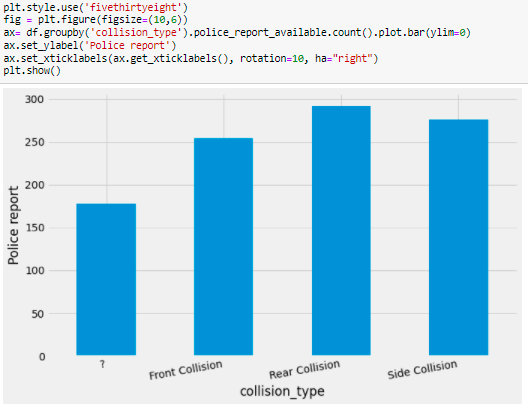 plt.style.use('fivethirtyeight')
fig = plt.figure(figsize=(10,6))
ax= df.groupby('collision_type').police_report_available.count().plot.bar(ylim=0)
ax.set_ylabel('Police report')
ax.set_xticklabels(ax.get_xticklabels(), rotation=10, ha="right")
plt.show()
300
250
200
150
100
50
0
Police report
? Front Collision Rear Collision Side Collision
collision_type